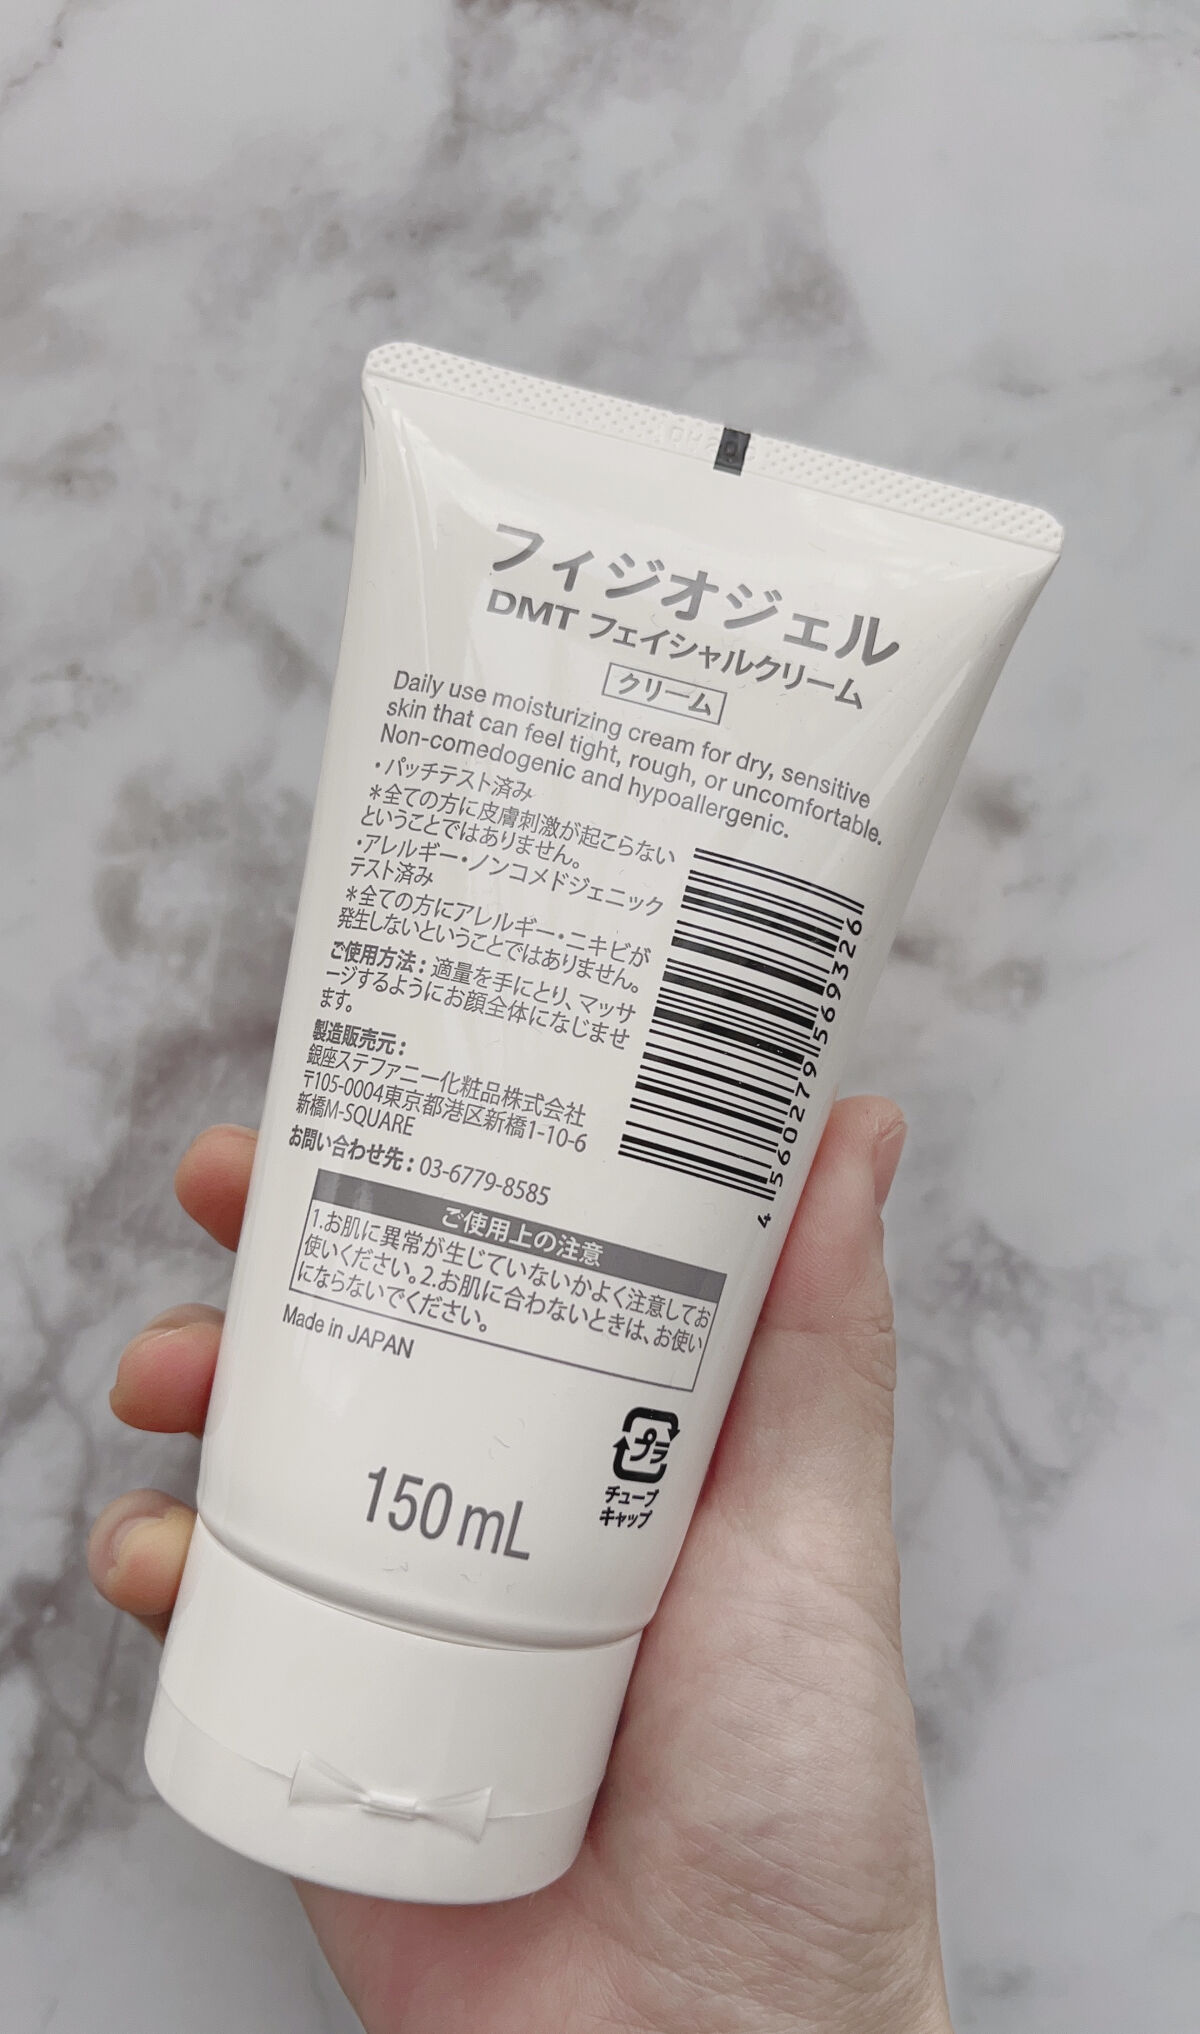 フィジオジェル
DMT フェイシャルクリーム
クリーム
Daily use moisturizing cream for dry, sensitive
skin that can feel tight, rough, or uncomfortable.
Non-comedogenic and hypoallergenic.
・パッチテスト済み
＊全ての方に皮膚刺激が起こらない
ということではありません。
・アレルギー・ノンコメドジェニック
テスト済み
＊全ての方にアレルギー・ニキビが
発生しないということではありません。
ご使用方法：適量を手にとり、マッサ
ージするようにお顔全体になじませ
ます。
製造販売元：
銀座ステファニー化粧品株式会社
〒105-0004東京都港区新橋1-10-6
新橋M-SQUARE
お問い合わせ先：03-6779-8585
4560279569326
ご使用上の注意
1.お肌に異常が生じていないかよく注意してお
使いください。2.お肌に合わないときは、お使い
にならないでください。
Made in JAPAN
プラ
チューブ
キャップ
150 mL